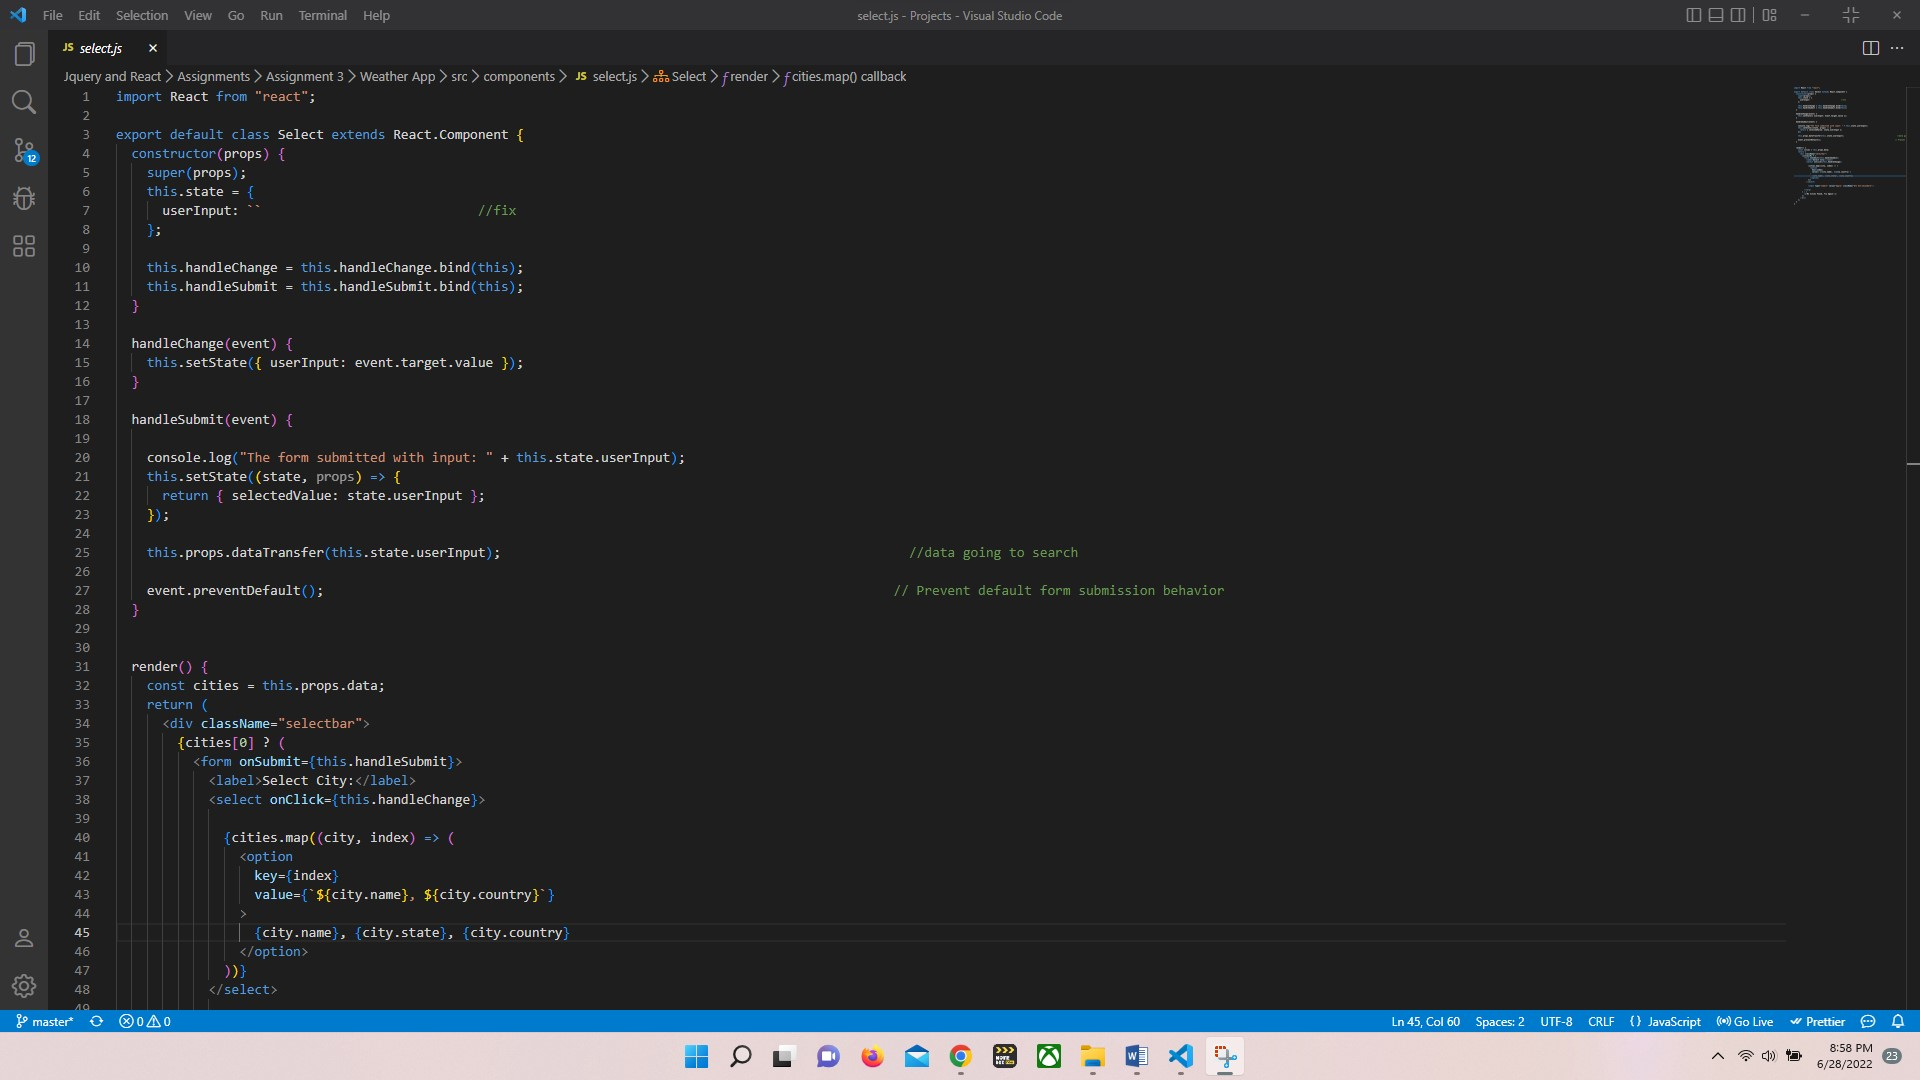 File Edit Selection View Go Run Terminal Help select.js - Projects - Visual Studio Code
JS select.js
Jquery and React > Assignments > Assignment 3 > Weather App > src > components > JS select.js > Select > render > cities.map() callback
1 import React from "react";
2
3 export default class Select extends React.Component {
4 constructor(props) {
5 super(props);
6 this.state = {
7 userInput: `` //fix
8 };
9
10 this.handleChange = this.handleChange.bind(this);
11 this.handleSubmit = this.handleSubmit.bind(this);
12 }
13
14 handleChange(event) {
15 this.setState({ userInput: event.target.value });
16 }
17
18 handleSubmit(event) {
19
20 console.log("The form submitted with input: " + this.state.userInput);
21 this.setState((state, props) => {
22 return { selectedValue: state.userInput };
23 });
24
25 this.props.dataTransfer(this.state.userInput); //data going to search
26
27 event.preventDefault(); // Prevent default form submission behavior
28 }
29
30
31 render() {
32 const cities = this.props.data;
33 return (
34 <div className="selectbar">
35 {cities[0] ? (
36 <form onSubmit={this.handleSubmit}>
37 <label>Select City:</label>
38 <select onClick={this.handleChange}>
39
40 {cities.map((city, index) => (
41 <option
42 key={index}
43 value={`${city.name}, ${city.country}`}
44 >
45 {city.name}, {city.state}, {city.country}
46 </option>
47 ))}
48 </select>
49
12
master* 0 0 Ln 45, Col 60 Spaces: 2 UTF-8 CRLF {} JavaScript Go Live Prettier
8:58 PM
6/28/2022 23